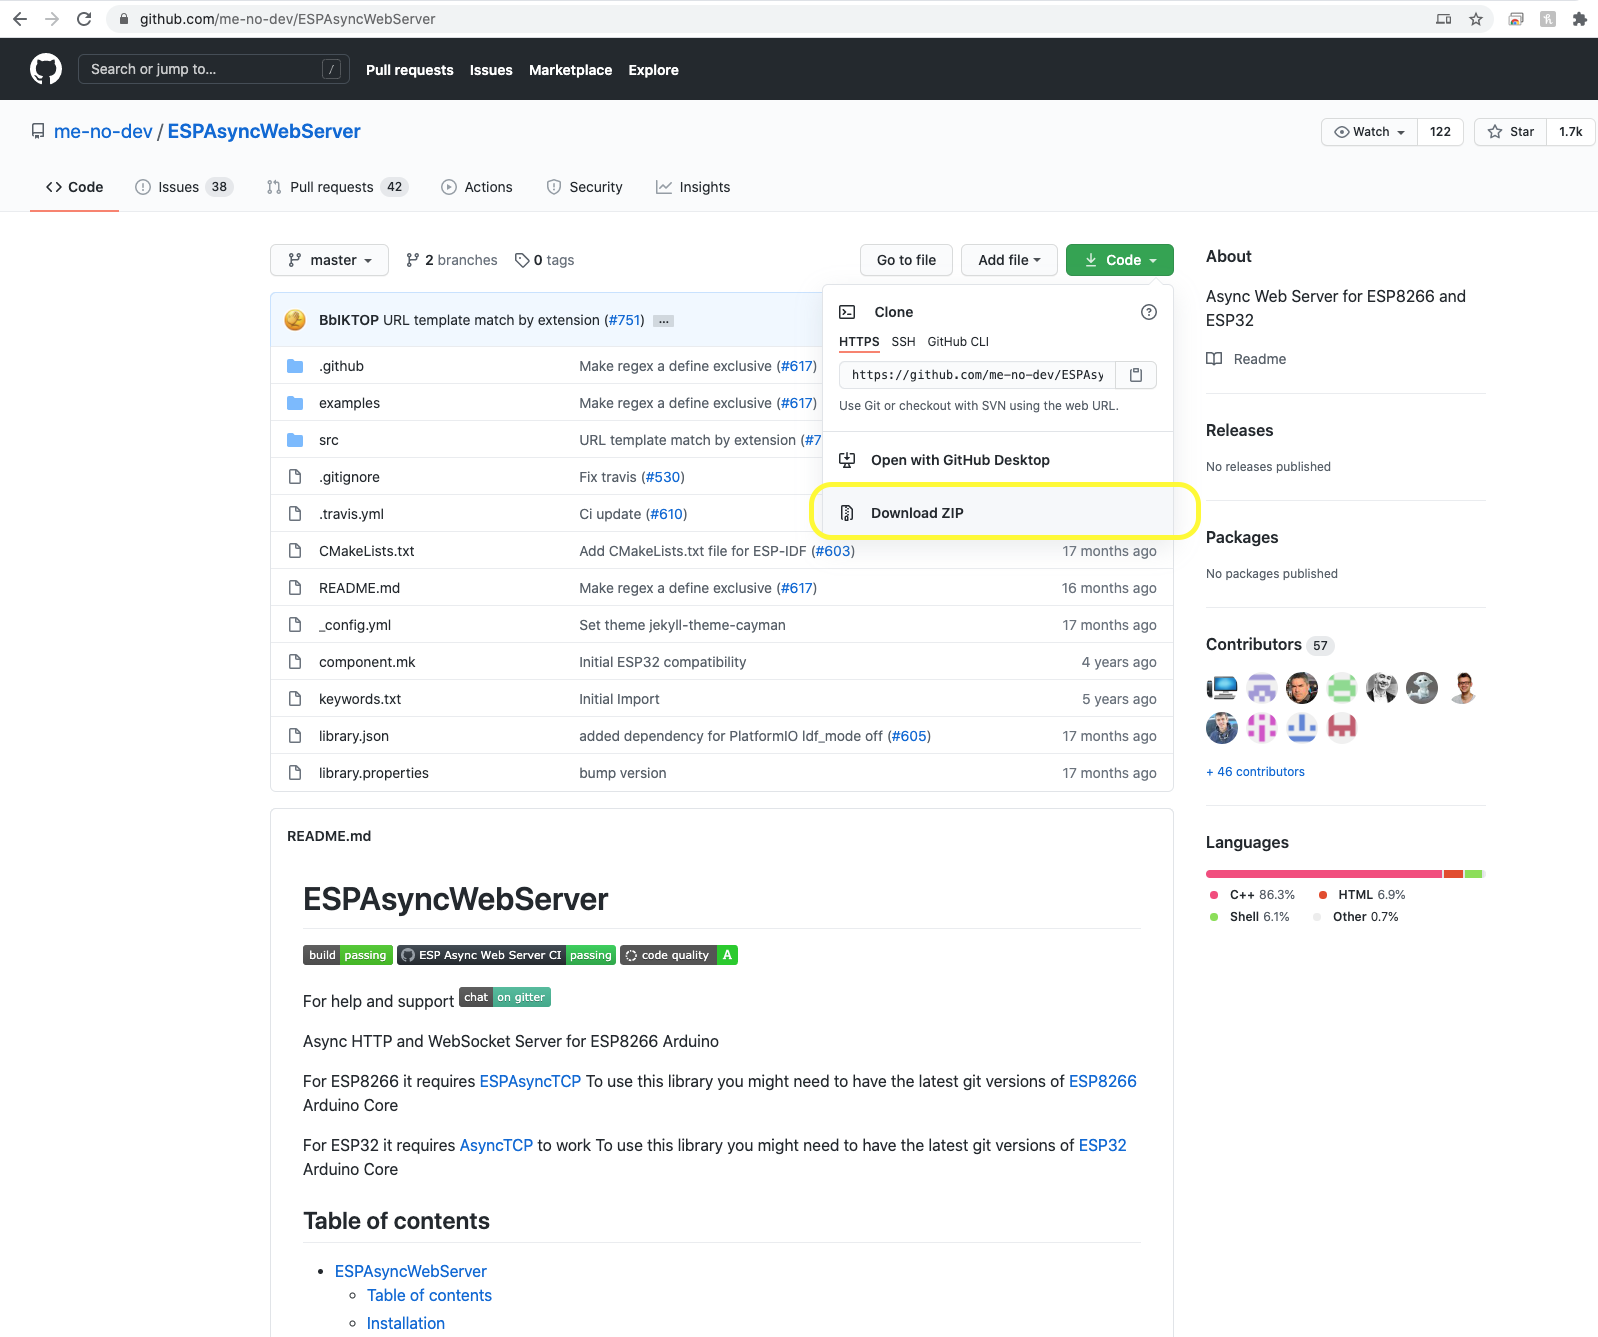 github.com/me-no-dev/ESPAsyncWebServer
Search or jump to... /
Pull requests Issues Marketplace Explore
me-no-dev / ESPAsyncWebServer
Watch 122 Star 1.7k
Code Issues 38 Pull requests 42 Actions Security Insights
master 2 branches 0 tags Go to file Add file Code
BblKTOP URL template match by extension (#751) ...
.github Make regex a define exclusive (#617)
examples Make regex a define exclusive (#617)
src URL template match by extension (#7
.gitignore Fix travis (#530)
.travis.yml Ci update (#610)
CMakeLists.txt Add CMakeLists.txt file for ESP-IDF (#603) 17 months ago
README.md Make regex a define exclusive (#617) 16 months ago
_config.yml Set theme jekyll-theme-cayman 17 months ago
component.mk Initial ESP32 compatibility 4 years ago
keywords.txt Initial Import 5 years ago
library.json added dependency for PlatformIO ldf_mode off (#605) 17 months ago
library.properties bump version 17 months ago
Clone
HTTPS SSH GitHub CLI
https://github.com/me-no-dev/ESPAsy
Use Git or checkout with SVN using the web URL.
Open with GitHub Desktop
Download ZIP
About
Async Web Server for ESP8266 and
ESP32
Readme
Releases
No releases published
Packages
No packages published
Contributors 57
+ 46 contributors
Languages
C++ 86.3% HTML 6.9%
Shell 6.1% Other 0.7%
README.md
ESPAsyncWebServer
build passing ESP Async Web Server CI passing code quality A
For help and support chat on gitter
Async HTTP and WebSocket Server for ESP8266 Arduino
For ESP8266 it requires ESPAsyncTCP To use this library you might need to have the latest git versions of ESP8266
Arduino Core
For ESP32 it requires AsyncTCP to work To use this library you might need to have the latest git versions of ESP32
Arduino Core
Table of contents
ESPAsyncWebServer
Table of contents
Installation